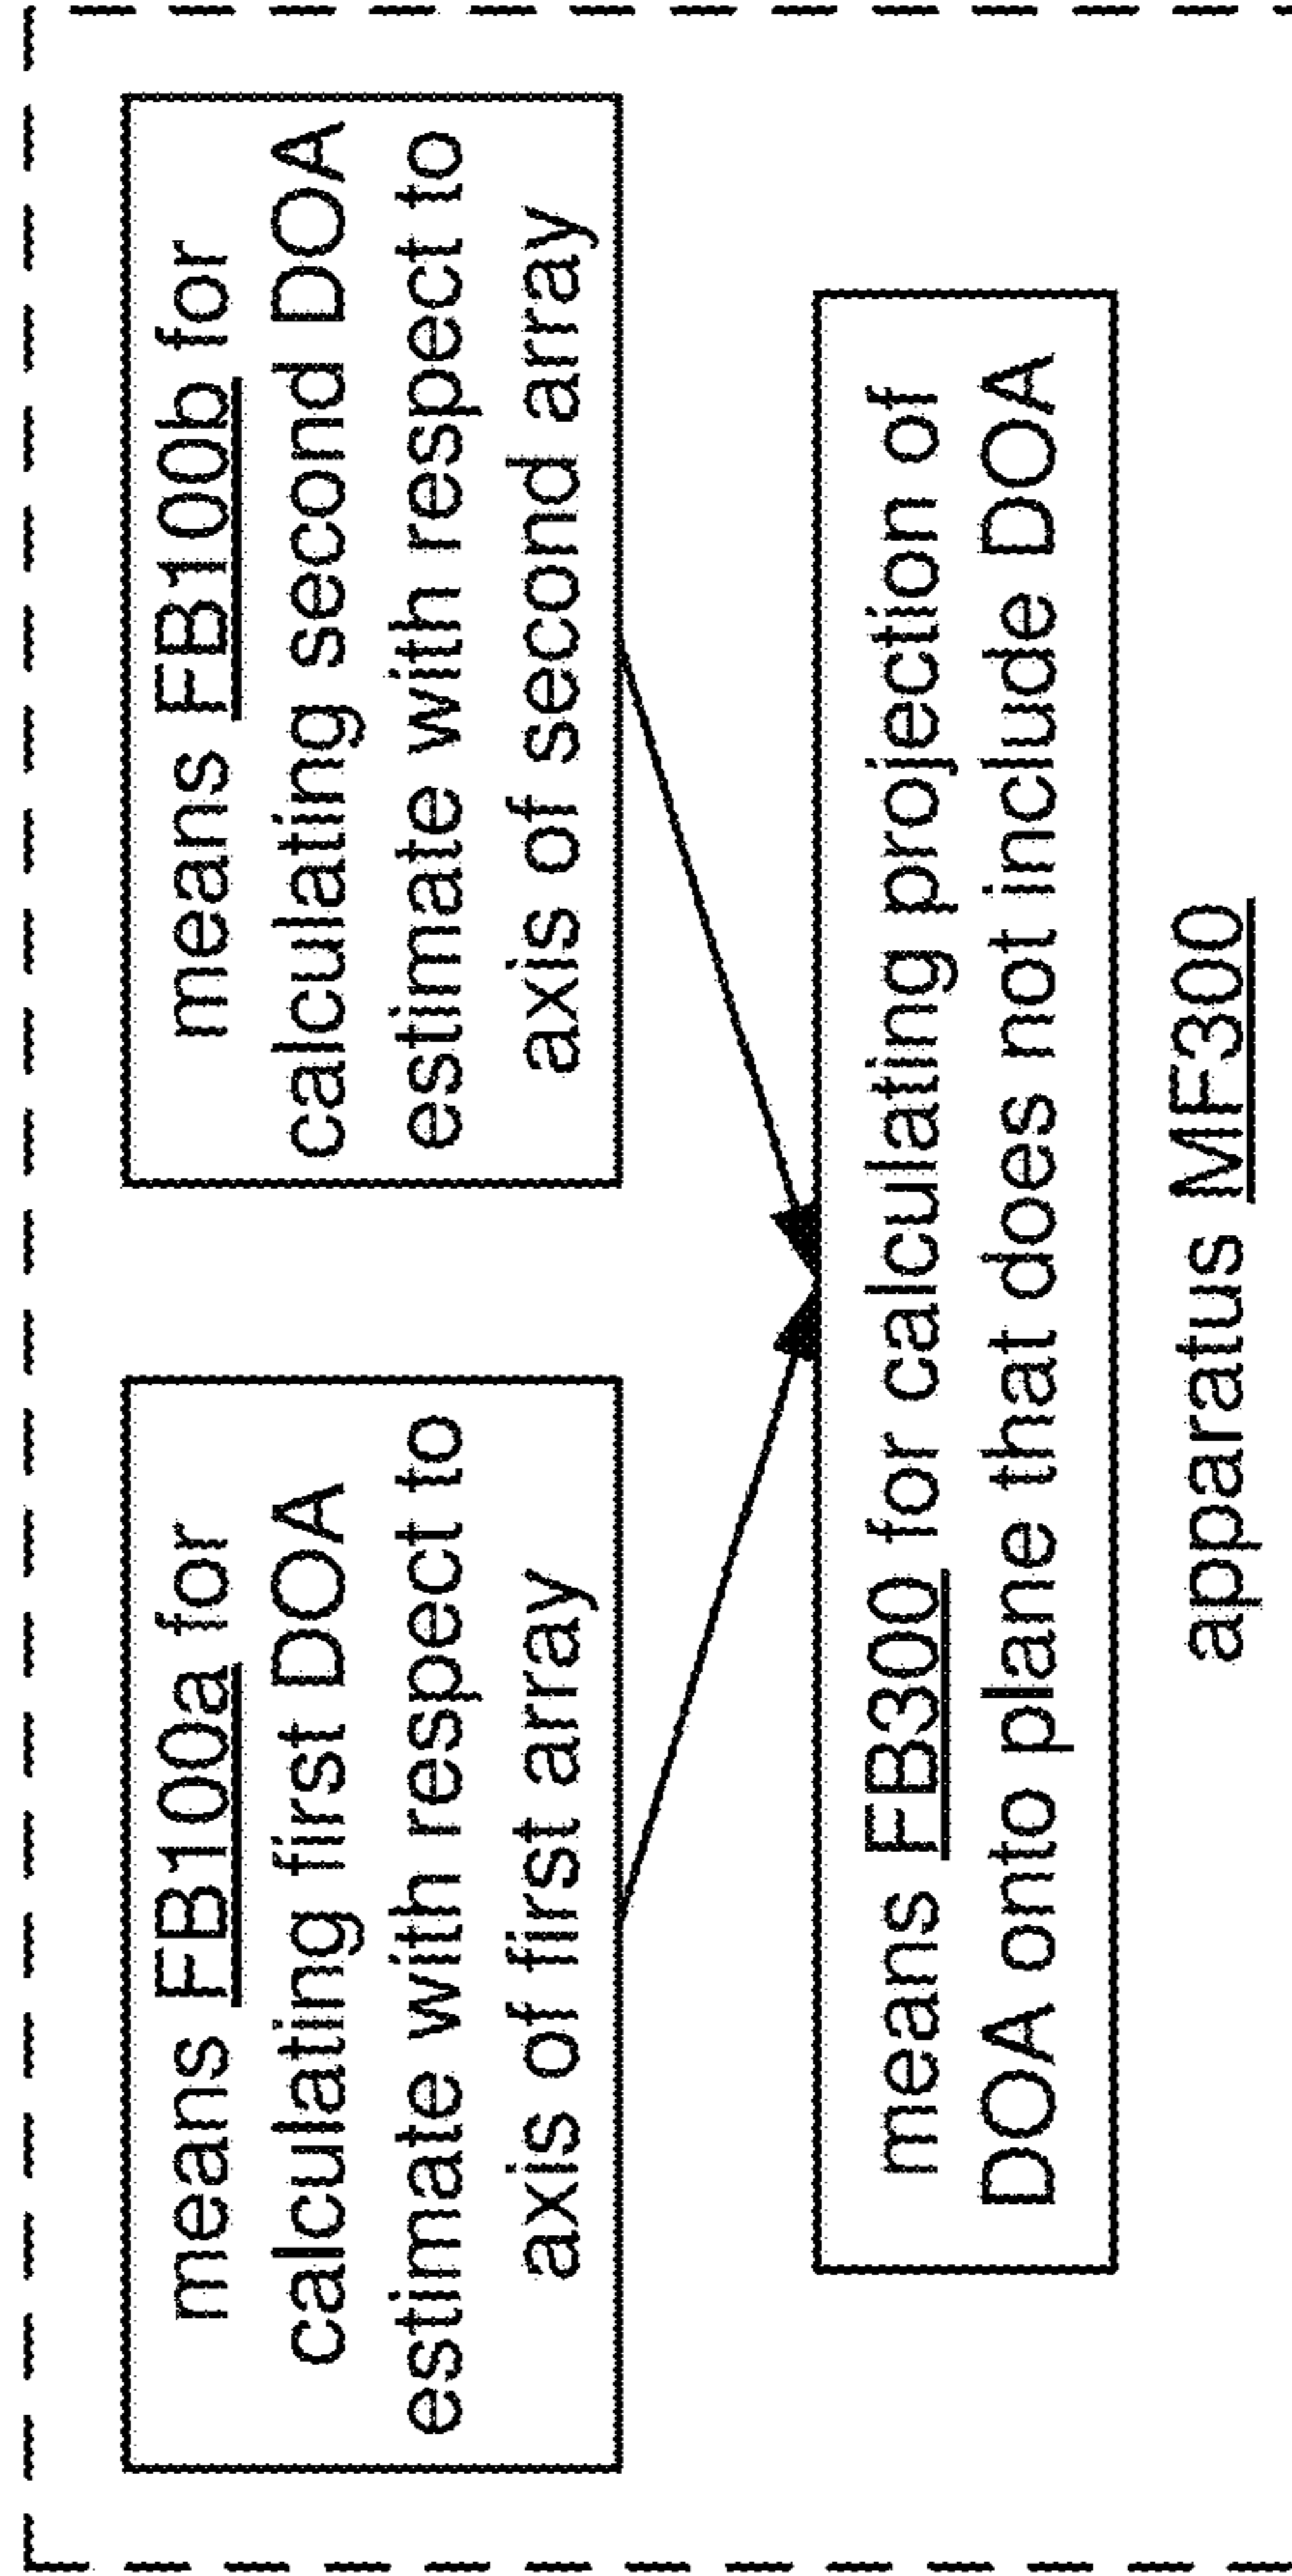 means FB100a for
calculating first DOA
estimate with respect to
axis of first array
means FB100b for
calculating second DOA
estimate with respect to
axis of second array
means FB300 for calculating projection of
DOA onto plane that does not include DOA
apparatus MF300